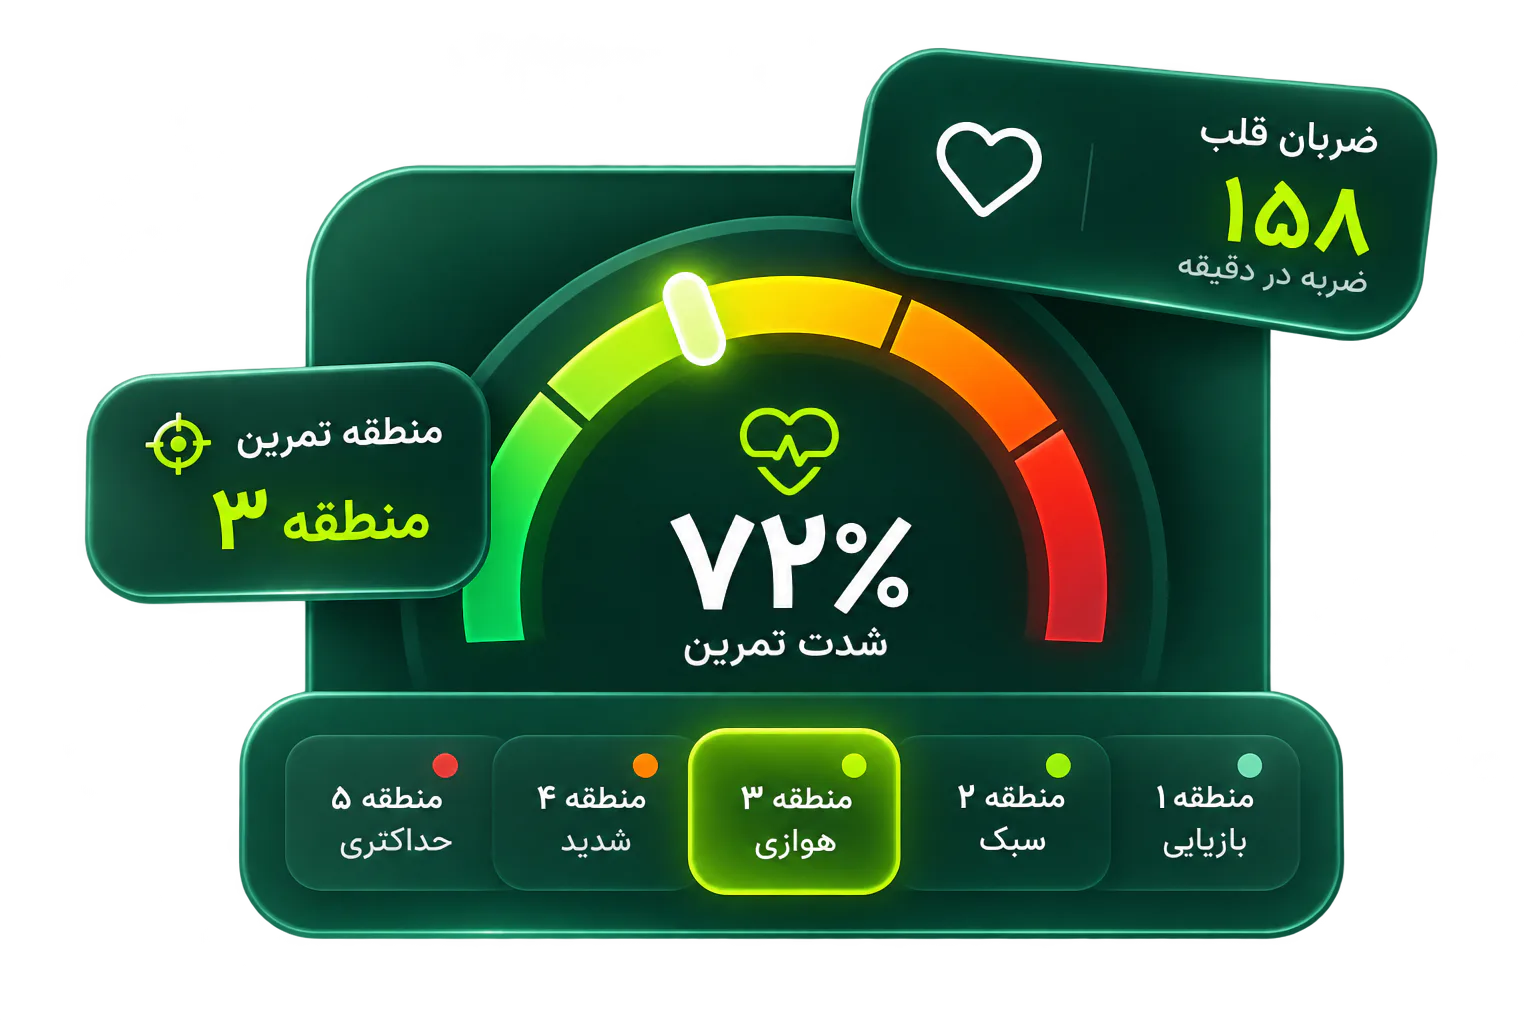 ضربان قلب
۱۵۸
ضربه در دقیقه
منطقه تمرین
منطقه ۳
۷۲%
شدت تمرین
منطقه ۱
بازیابی
منطقه ۲
سبک
منطقه ۳
هوازی
منطقه ۴
شدید
منطقه ۵
حداکتری